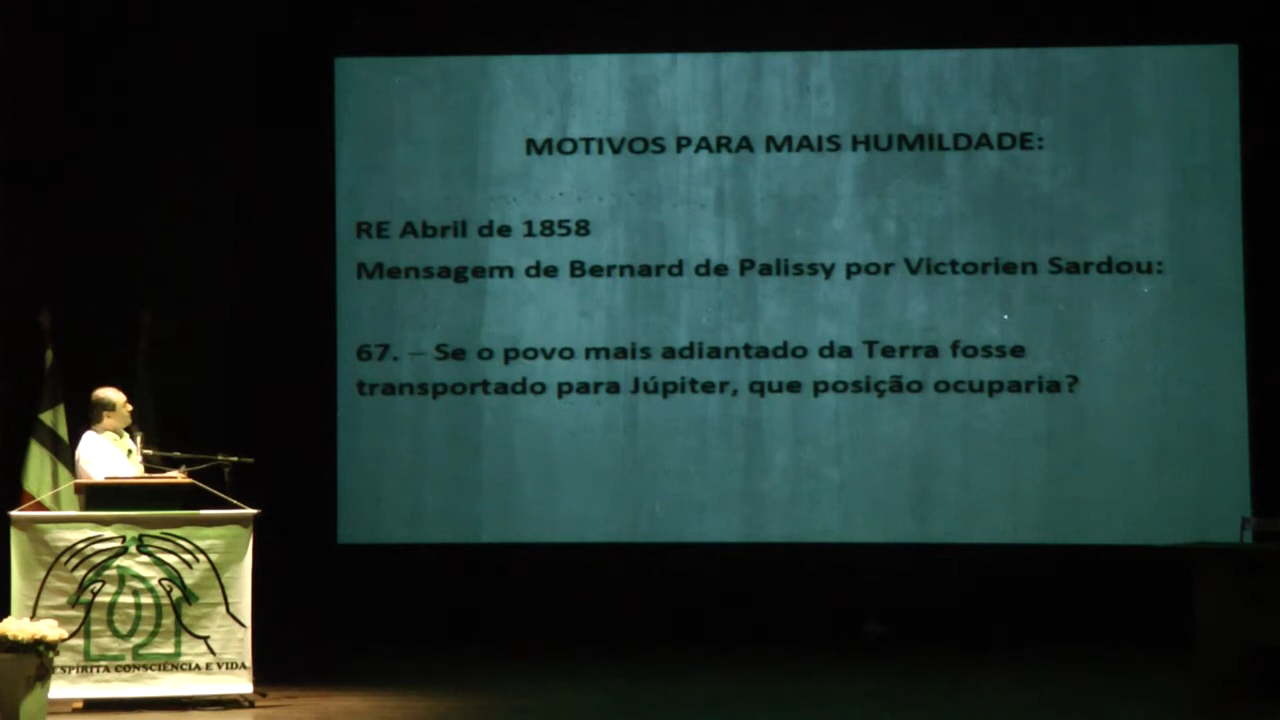 MOTIVOS PARA MAIS HUMILDADE:
RE Abril de 1858
Mensagem de Bernard de Palissy por Victorien Sardou:
67. – Se o povo mais adiantado da Terra fosse
transportado para Júpiter, que posição ocuparia?
ESPÍRITA CONSCIÊNCIA E VIDA